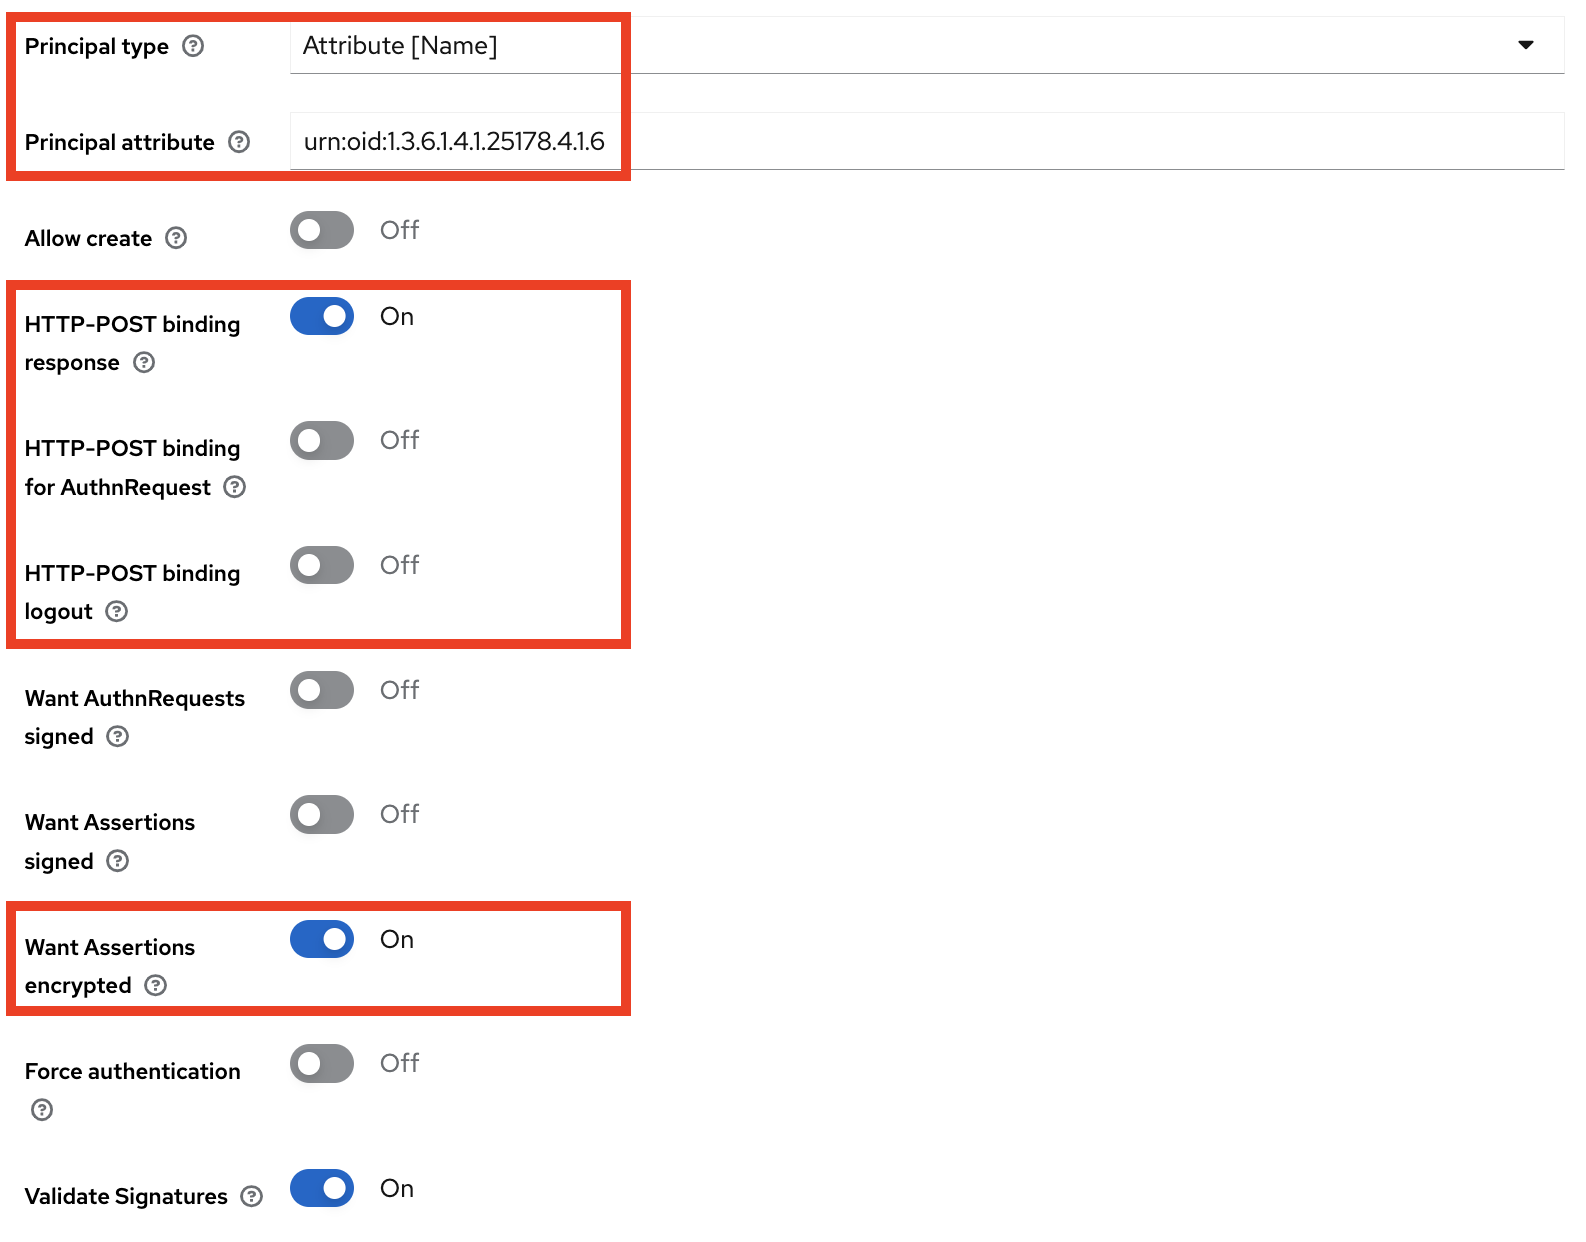 Principal type Attribute [Name]
Principal attribute urn:oid:1.3.6.1.4.1.25178.4.1.6
Allow create Off
HTTP-POST binding On
response
HTTP-POST binding Off
for AuthnRequest
HTTP-POST binding Off
logout
Want AuthnRequests Off
signed
Want Assertions Off
signed
Want Assertions On
encrypted
Force authentication Off
Validate Signatures On